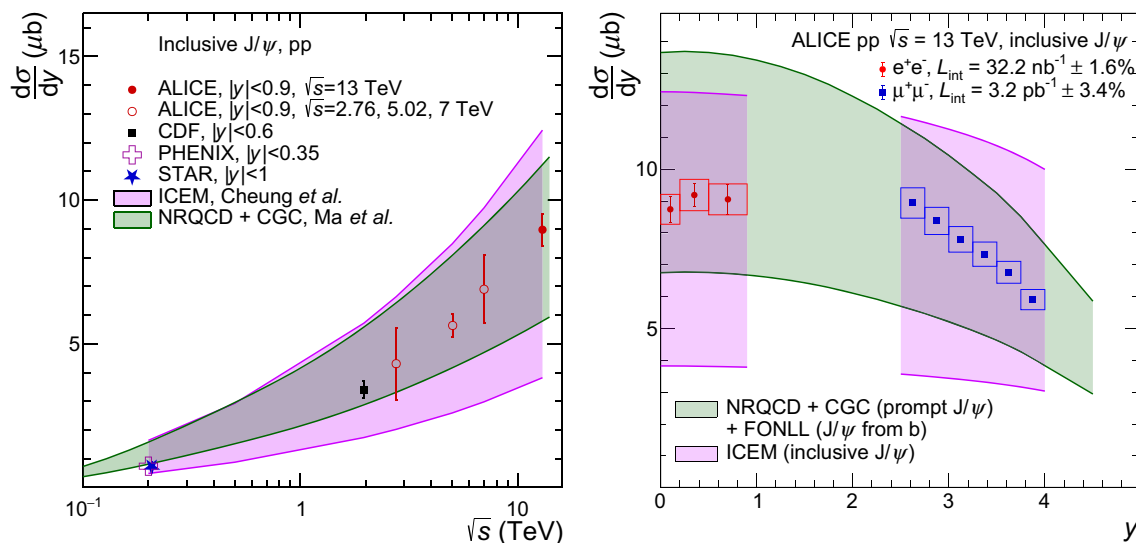 dσ/dy (μb)
15
10
5
Inclusive J/ψ, pp
ALICE, |y|<0.9, √s=13 TeV
ALICE, |y|<0.9, √s=2.76, 5.02, 7 TeV
CDF, |y|<0.6
PHENIX, |y|<0.35
STAR, |y|<1
ICEM, Cheung et al.
NRQCD + CGC, Ma et al.
10⁻¹ 1 10
√s (TeV)
dσ/dy (μb)
15
10
5
ALICE pp √s = 13 TeV, inclusive J/ψ
e⁺e⁻, L_int = 32.2 nb⁻¹ ± 1.6%
μ⁺μ⁻, L_int = 3.2 pb⁻¹ ± 3.4%
NRQCD + CGC (prompt J/ψ)
+ FONLL (J/ψ from b)
ICEM (inclusive J/ψ)
0 1 2 3 4
y